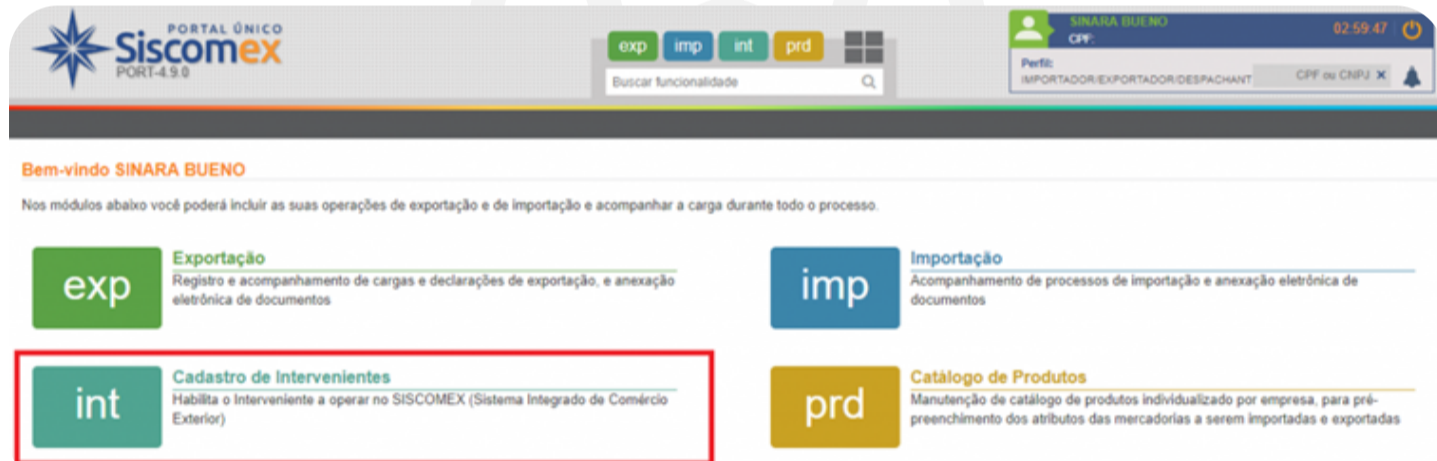 PORTAL ÚNICO
Siscomex
PORT-4.9.0
exp imp int prd
Buscar funcionalidade
SINARA BUENO
CPF:
02:59:47
Perfil:
IMPORTADOR/EXPORTADOR/DESPACHANT
CPF ou CNPJ ×
Bem-vindo SINARA BUENO
Nos módulos abaixo você poderá incluir as suas operações de exportação e de importação e acompanhar a carga durante todo o processo.
exp
Exportação
Registro e acompanhamento de cargas e declarações de exportação, e anexação
eletrônica de documentos
imp
Importação
Acompanhamento de processos de importação e anexação eletrônica de
documentos
int
Cadastro de Intervenientes
Habilita o Interveniente a operar no SISCOMEX (Sistema Integrado de Comércio
Exterior)
prd
Catálogo de Produtos
Manutenção de catálogo de produtos individualizado por empresa, para pré-
preenchimento dos atributos das mercadorias a serem importadas e exportadas